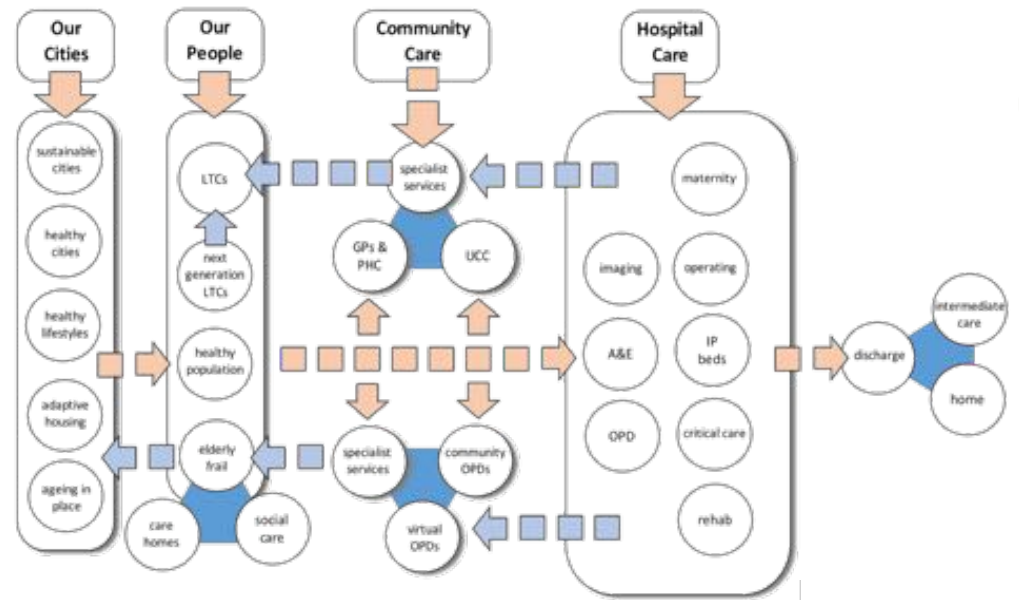 Our
Cities
Our
People
Community
Care
Hospital
Care
sustainable
cities
healthy
cities
healthy
lifestyles
adaptive
housing
ageing in
place
LTCs
next
generation
LTCs
healthy
population
elderly
frail
care
homes
social
care
specialist
services
GPs &
PHC
UCC
specialist
services
community
OPDs
virtual
OPDs
maternity
imaging
operating
A&E
IP
beds
OPD
critical care
rehab
discharge
intermediate
care
home